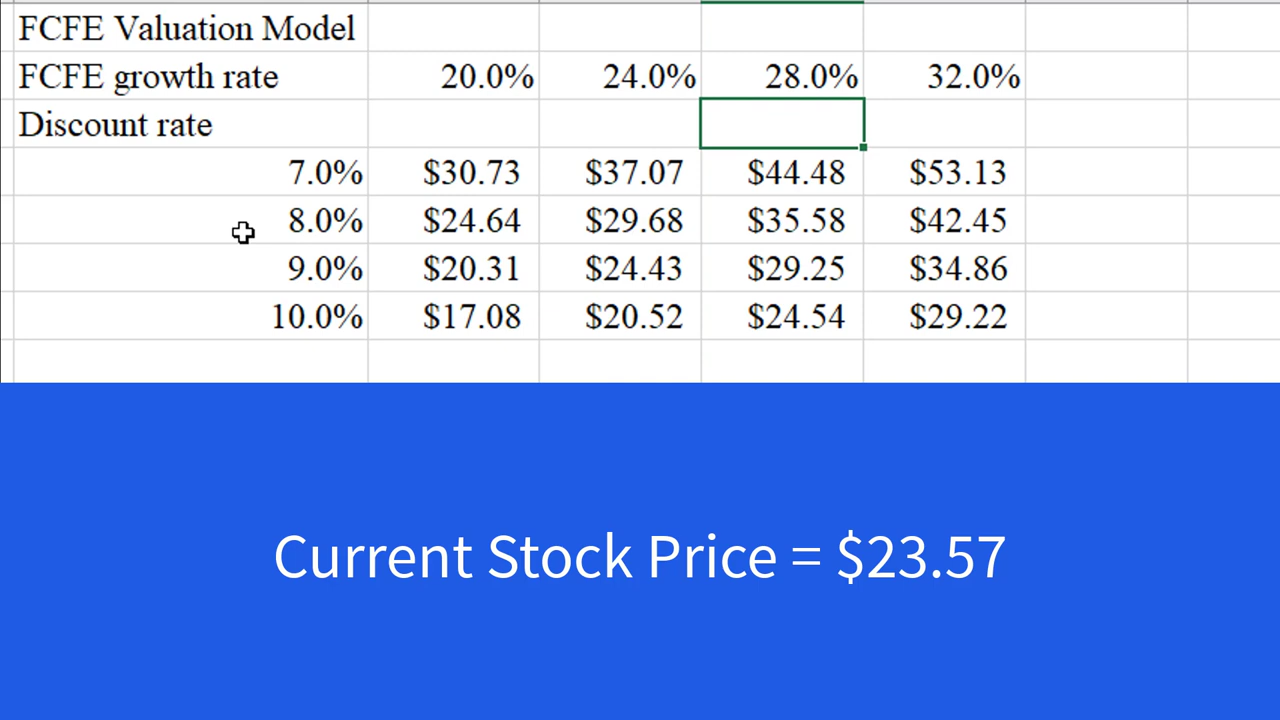 FCFE Valuation Model
FCFE growth rate 20.0% 24.0% 28.0% 32.0%
Discount rate
7.0% $30.73 $37.07 $44.48 $53.13
8.0% $24.64 $29.68 $35.58 $42.45
9.0% $20.31 $24.43 $29.25 $34.86
10.0% $17.08 $20.52 $24.54 $29.22
Current Stock Price = $23.57